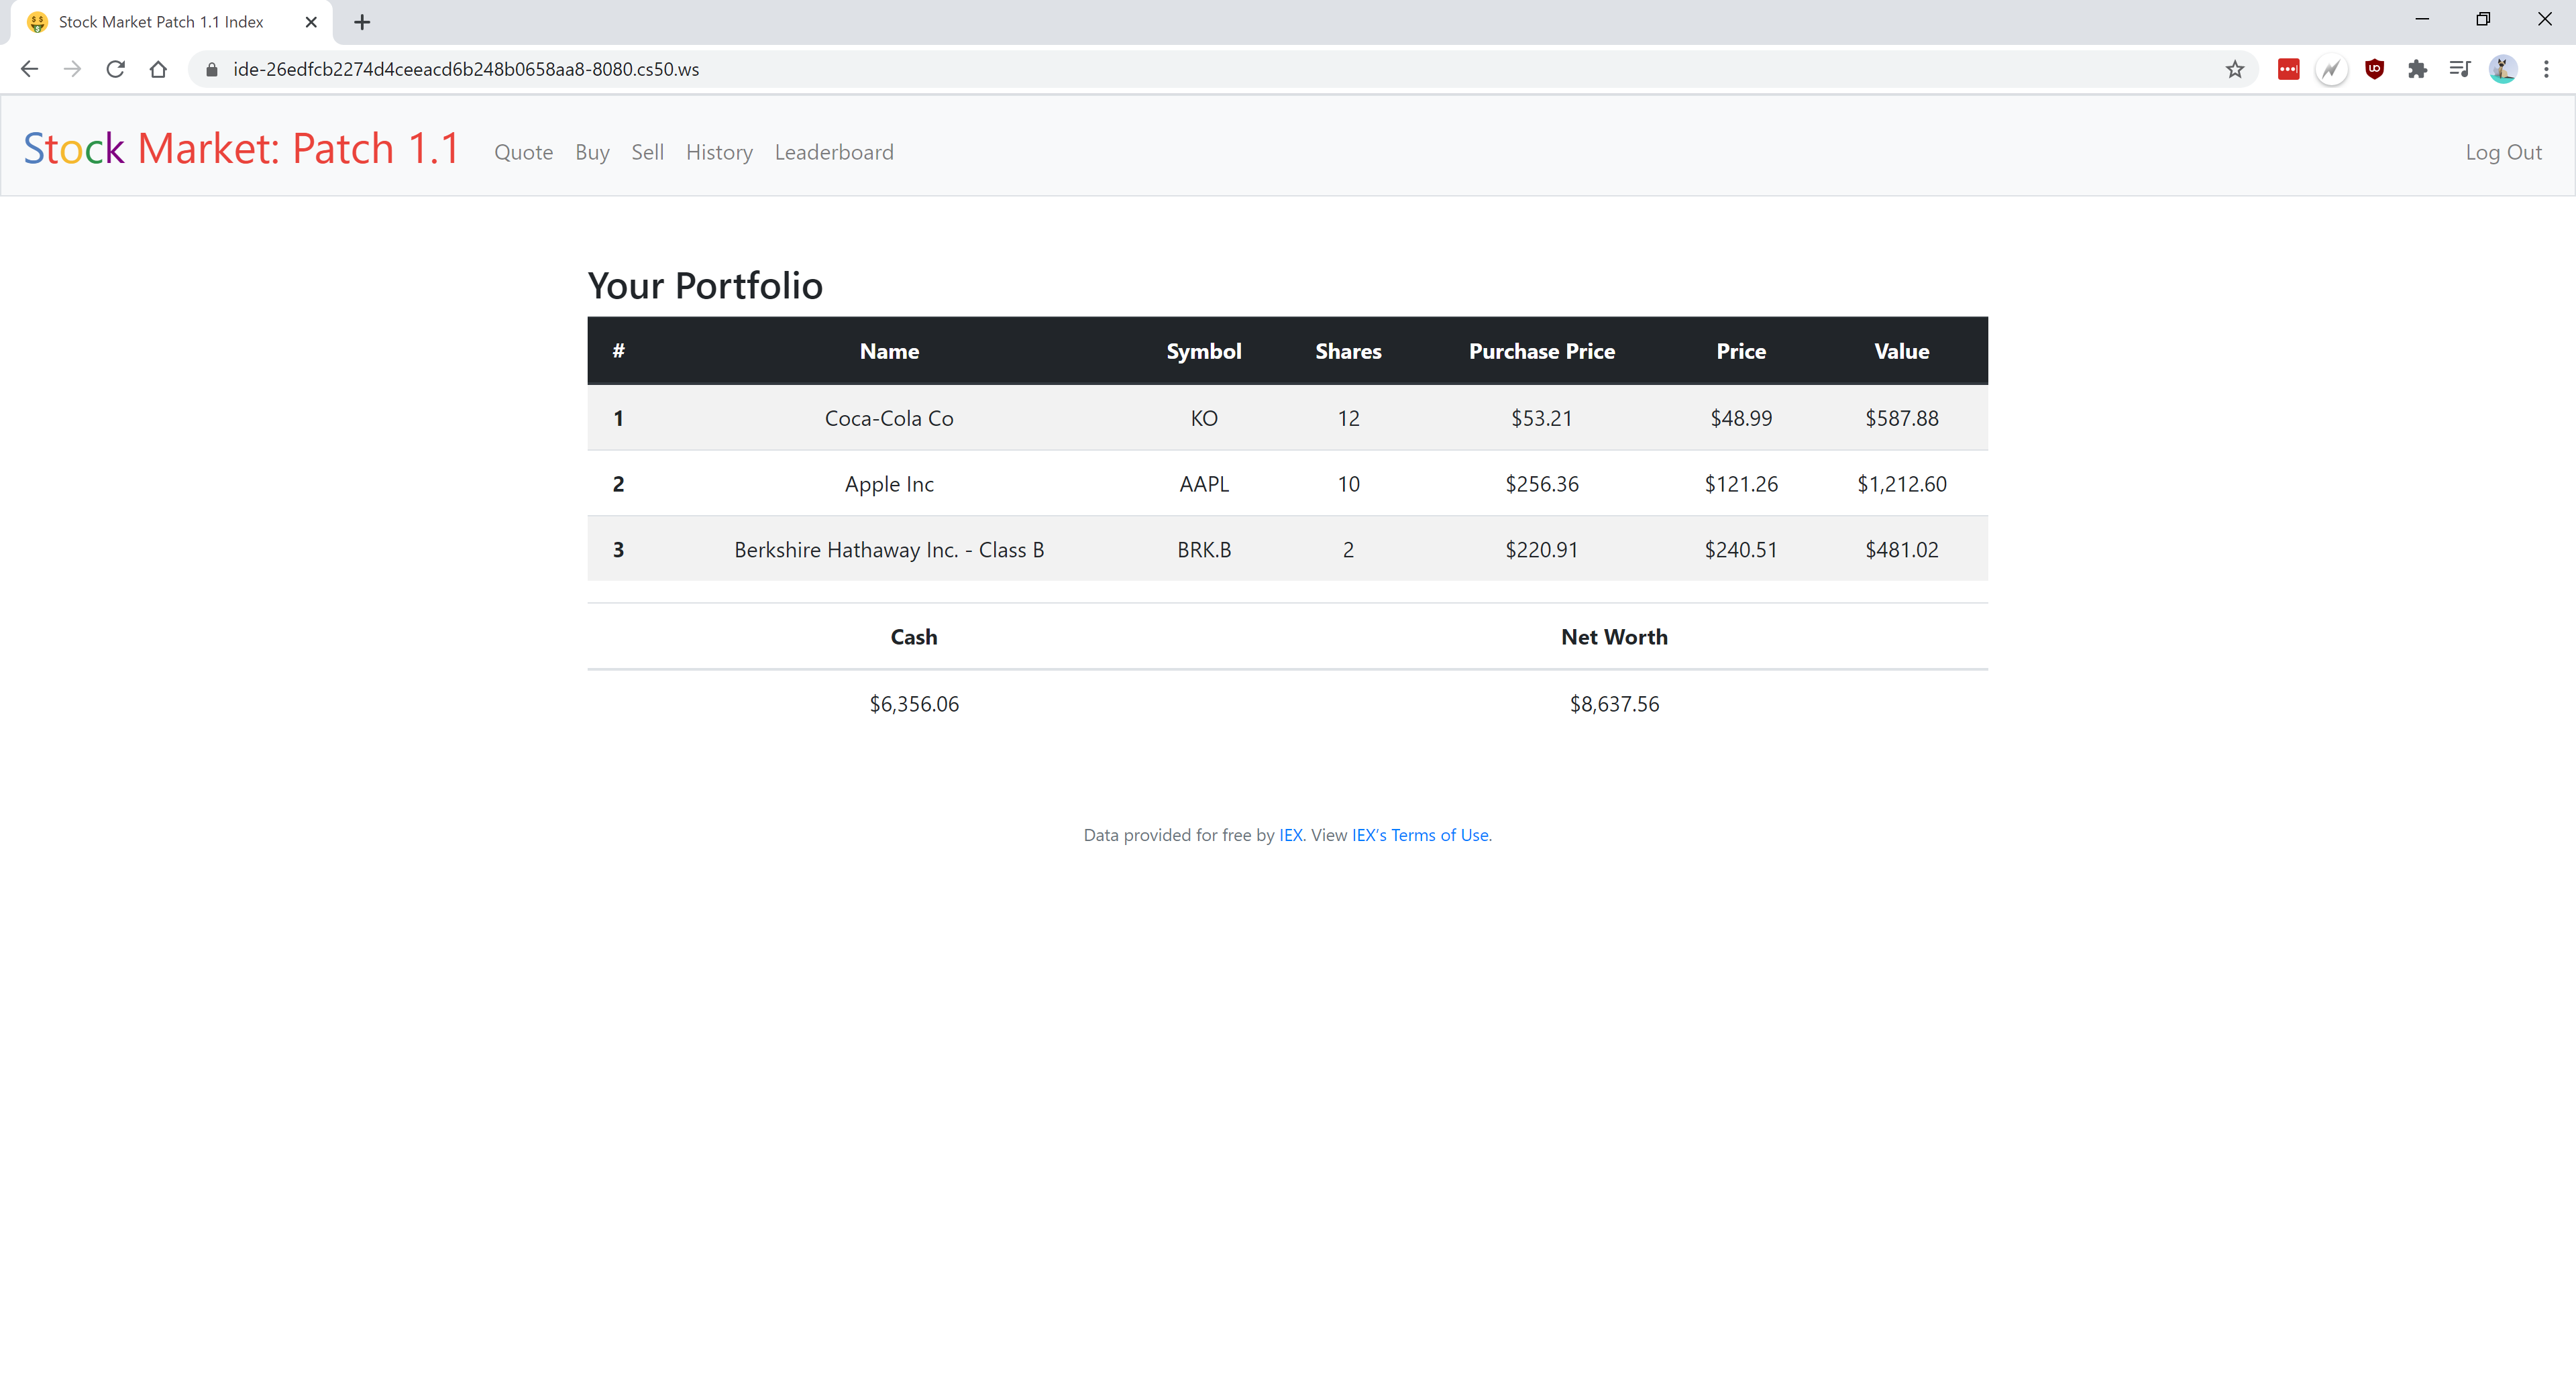 Stock Market Patch 1.1 Index
ide-26edfcb2274d4ceeacd6b248b0658aa8-8080.cs50.ws
Stock Market: Patch 1.1 Quote Buy Sell History Leaderboard Log Out
Your Portfolio
# Name Symbol Shares Purchase Price Price Value
1 Coca-Cola Co KO 12 $53.21 $48.99 $587.88
2 Apple Inc AAPL 10 $256.36 $121.26 $1,212.60
3 Berkshire Hathaway Inc. - Class B BRK.B 2 $220.91 $240.51 $481.02
Cash Net Worth
$6,356.06 $8,637.56
Data provided for free by IEX. View IEX's Terms of Use.